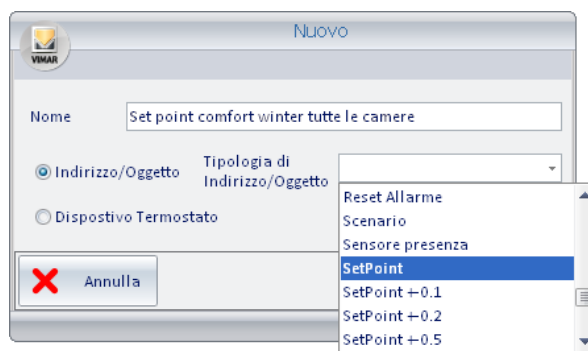 Nuovo
VIMAR
Nome
Set point comfort winter tutte le camere
Indirizzo/Oggetto
Tipologia di
Indirizzo/Oggetto
Dispostivo Termostato
Reset Allarme
Scenario
Sensore presenza
SetPoint
SetPoint +-0.1
SetPoint +-0.2
SetPoint +-0.5
Annulla